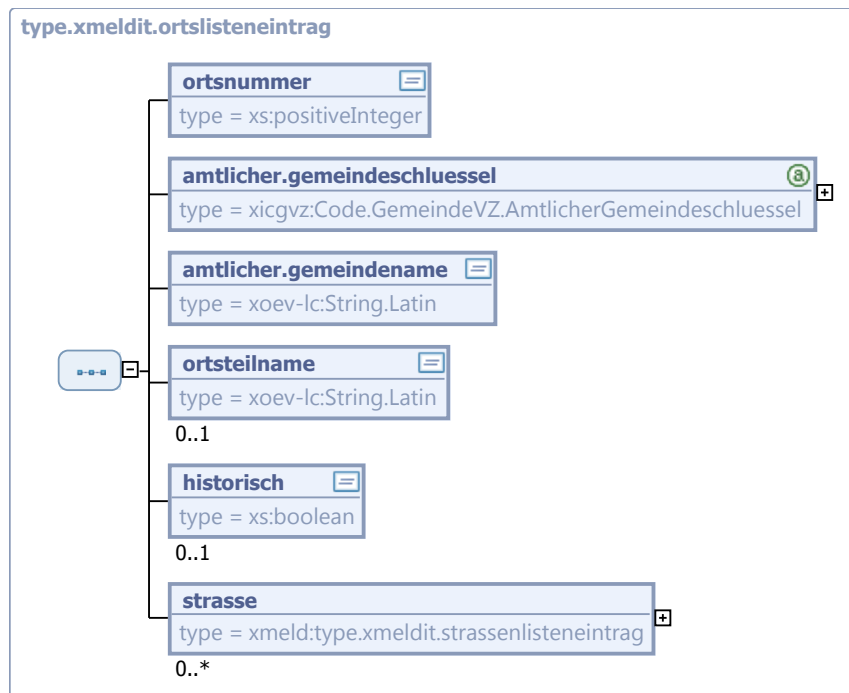 type.xmeldit.ortslisteneintrag
ortsnummer
type = xs:positiveInteger
amtlicher.gemeindeschluessel
type = xicgvz:Code.GemeindeVZ.AmtlicherGemeindeschluessel
amtlicher.gemeindename
type = xoev-lc:String.Latin
ortsteilname
type = xoev-lc:String.Latin
0..1
historisch
type = xs:boolean
0..1
strasse
type = xmeld:type.xmeldit.strassenlisteneintrag
0..*